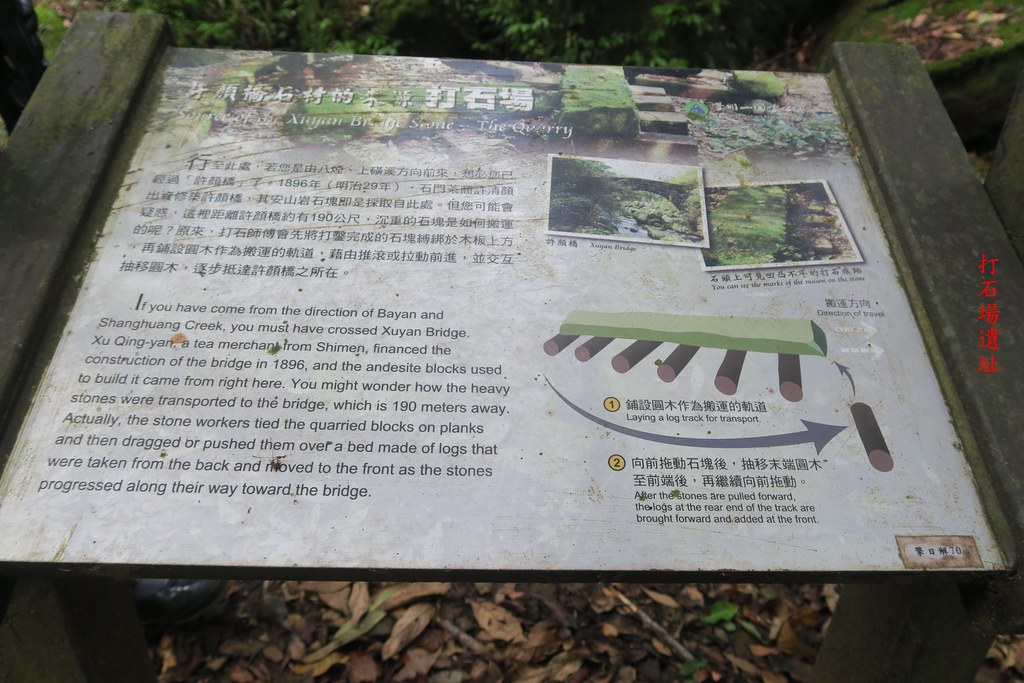 許顏橋石材的來源 打石場
Source of the Xuyan Bridge Stone - The Quarry
行至此處，若您是由八煙、上磺溪方向前來，想必您已
經過「許顏橋」了。1896年（明治29年），石門茶商許清顏
出資修築許顏橋，其安山岩石塊即是採取自此處。但您可能會
疑惑，這裡距離許顏橋約有190公尺，沉重的石塊是如何搬運
的呢？原來，打石師傅會先將打鑿完成的石塊縛綁於木板上方
，再鋪設圓木作為搬運的軌道，藉由推滾或拉動前進，並交互
抽移圓木，逐步抵達許顏橋之所在。
If you have come from the direction of Bayan and
Shanghuang Creek, you must have crossed Xuyan Bridge.
Xu Qing-yan, a tea merchant from Shimen, financed the
construction of the bridge in 1896, and the andesite blocks used
to build it came from right here. You might wonder how the heavy
stones were transported to the bridge, which is 190 meters away.
Actually, the stone workers tied the quarried blocks on planks
and then dragged or pushed them over a bed made of logs that
were taken from the back and moved to the front as the stones
progressed along their way toward the bridge.
許顏橋 Xuyan Bridge
石頭上可見凹凸不平的打石痕跡
You can see the marks of the mason on the stone
搬運方向
Direction of travel
1 鋪設圓木作為搬運的軌道
Laying a log track for transport.
2 向前拖動石塊後，抽移末端圓木
至前端後，再繼續向前拖動。
After the stones are pulled forward,
the logs at the rear end of the track are
brought forward and added at the front.
擎日解70
打石場遺址